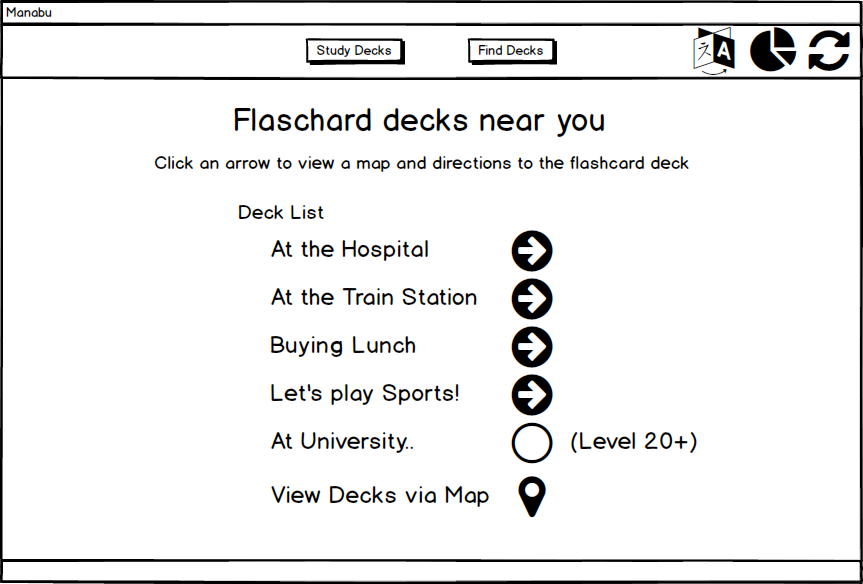 Manabu
Study Decks
Find Decks
A
Flaschard decks near you
Click an arrow to view a map and directions to the flashcard deck
Deck List
At the Hospital
At the Train Station
Buying Lunch
Let's play Sports!
At University..
(Level 20+)
View Decks via Map